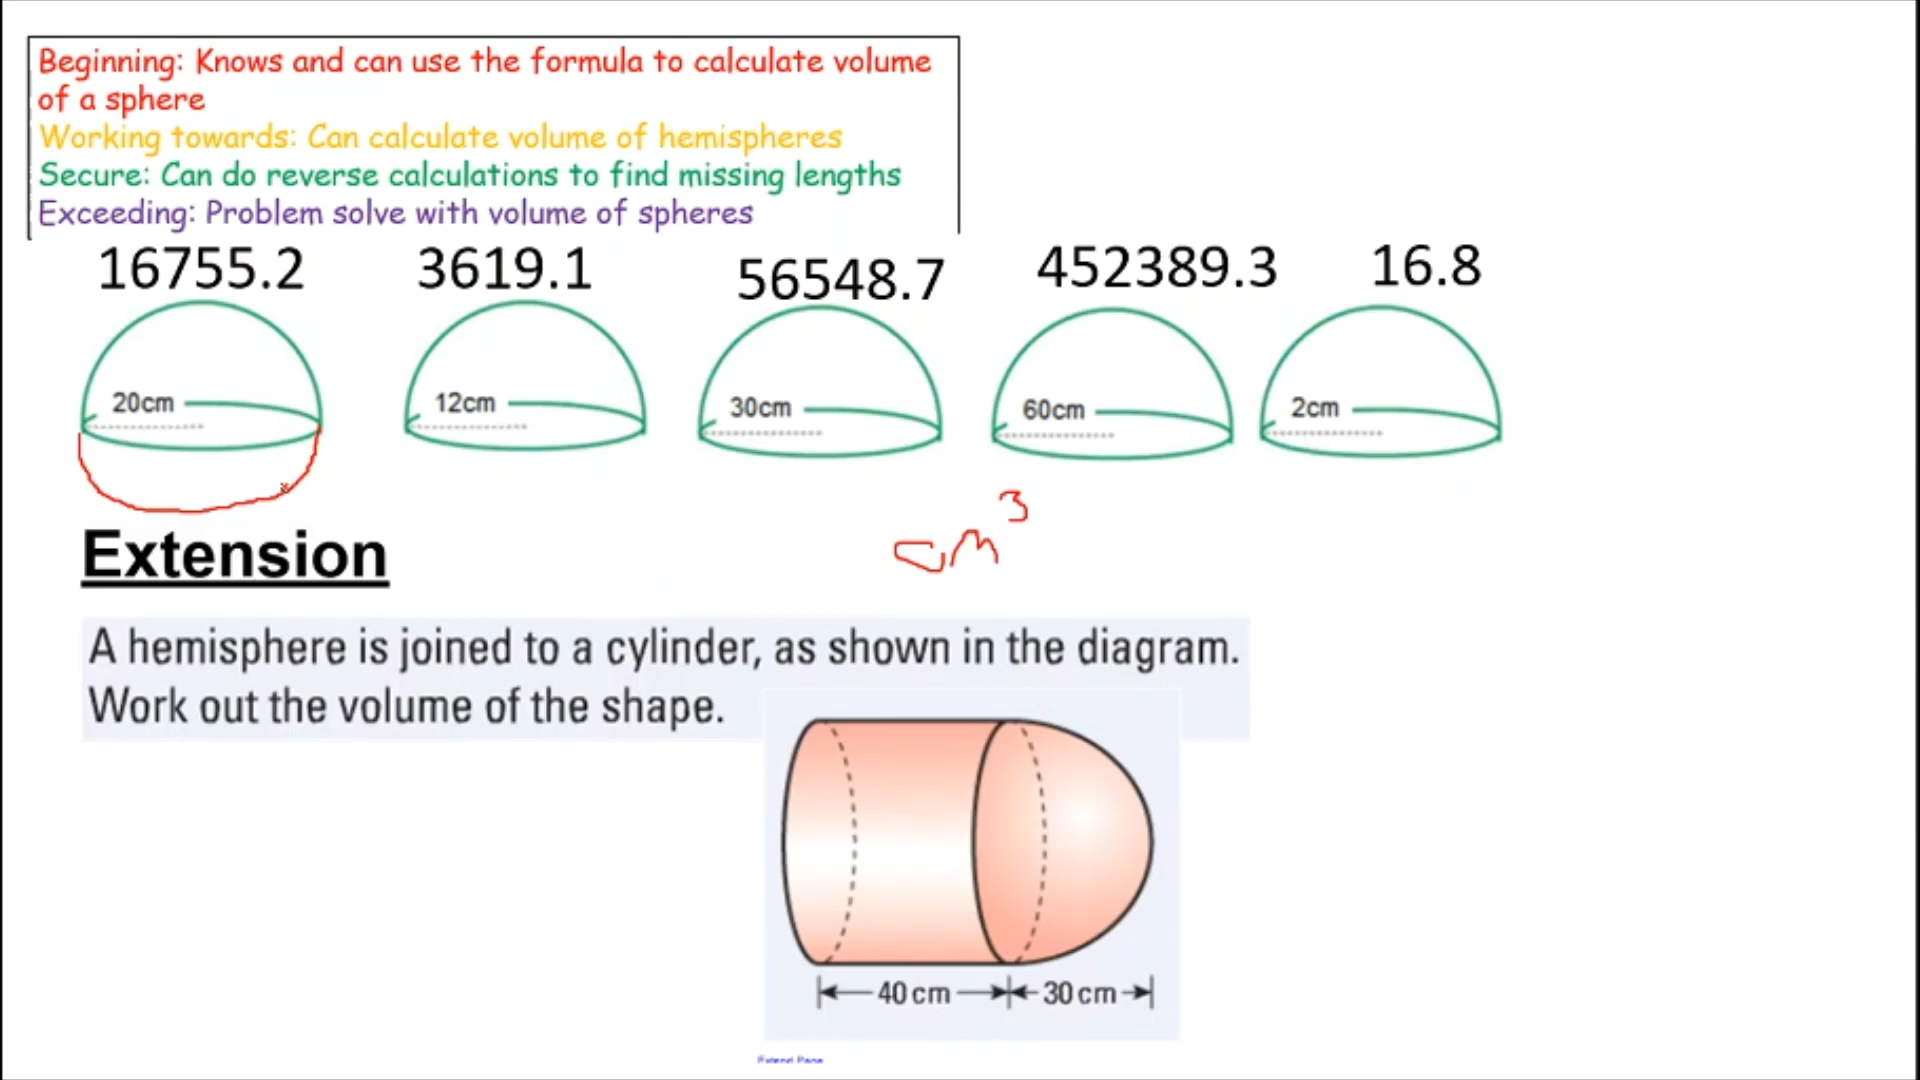 Beginning: Knows and can use the formula to calculate volume
of a sphere
Working towards: Can calculate volume of hemispheres
Secure: Can do reverse calculations to find missing lengths
Exceeding: Problem solve with volume of spheres
16755.2 3619.1 56548.7 452389.3 16.8
20cm 12cm 30cm 60cm 2cm
cm³
Extension
A hemisphere is joined to a cylinder, as shown in the diagram.
Work out the volume of the shape.
40 cm 30 cm
Extend Page